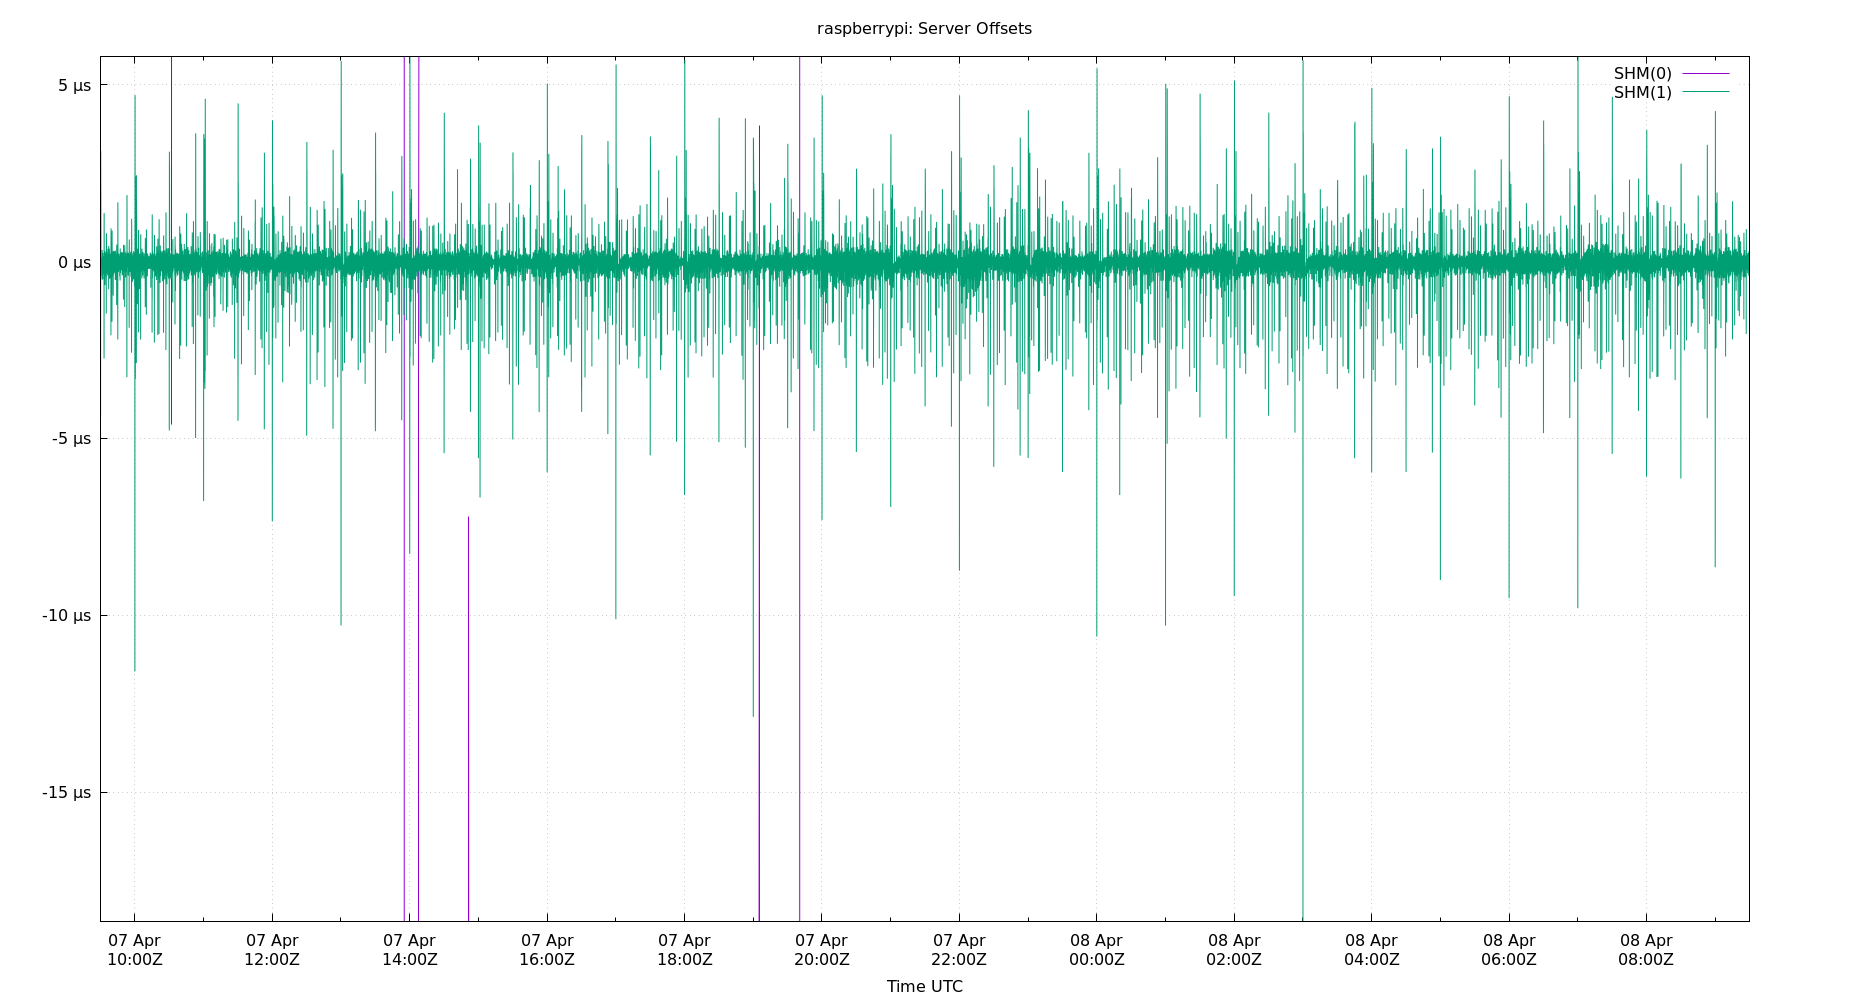 raspberrypi: Server Offsets
SHM(0)
SHM(1)
5 µs
0 µs
-5 µs
-10 µs
-15 µs
07 Apr 07 Apr 07 Apr 07 Apr 07 Apr 07 Apr 07 Apr 08 Apr 08 Apr 08 Apr 08 Apr 08 Apr
10:00Z 12:00Z 14:00Z 16:00Z 18:00Z 20:00Z 22:00Z 00:00Z 02:00Z 04:00Z 06:00Z 08:00Z
Time UTC